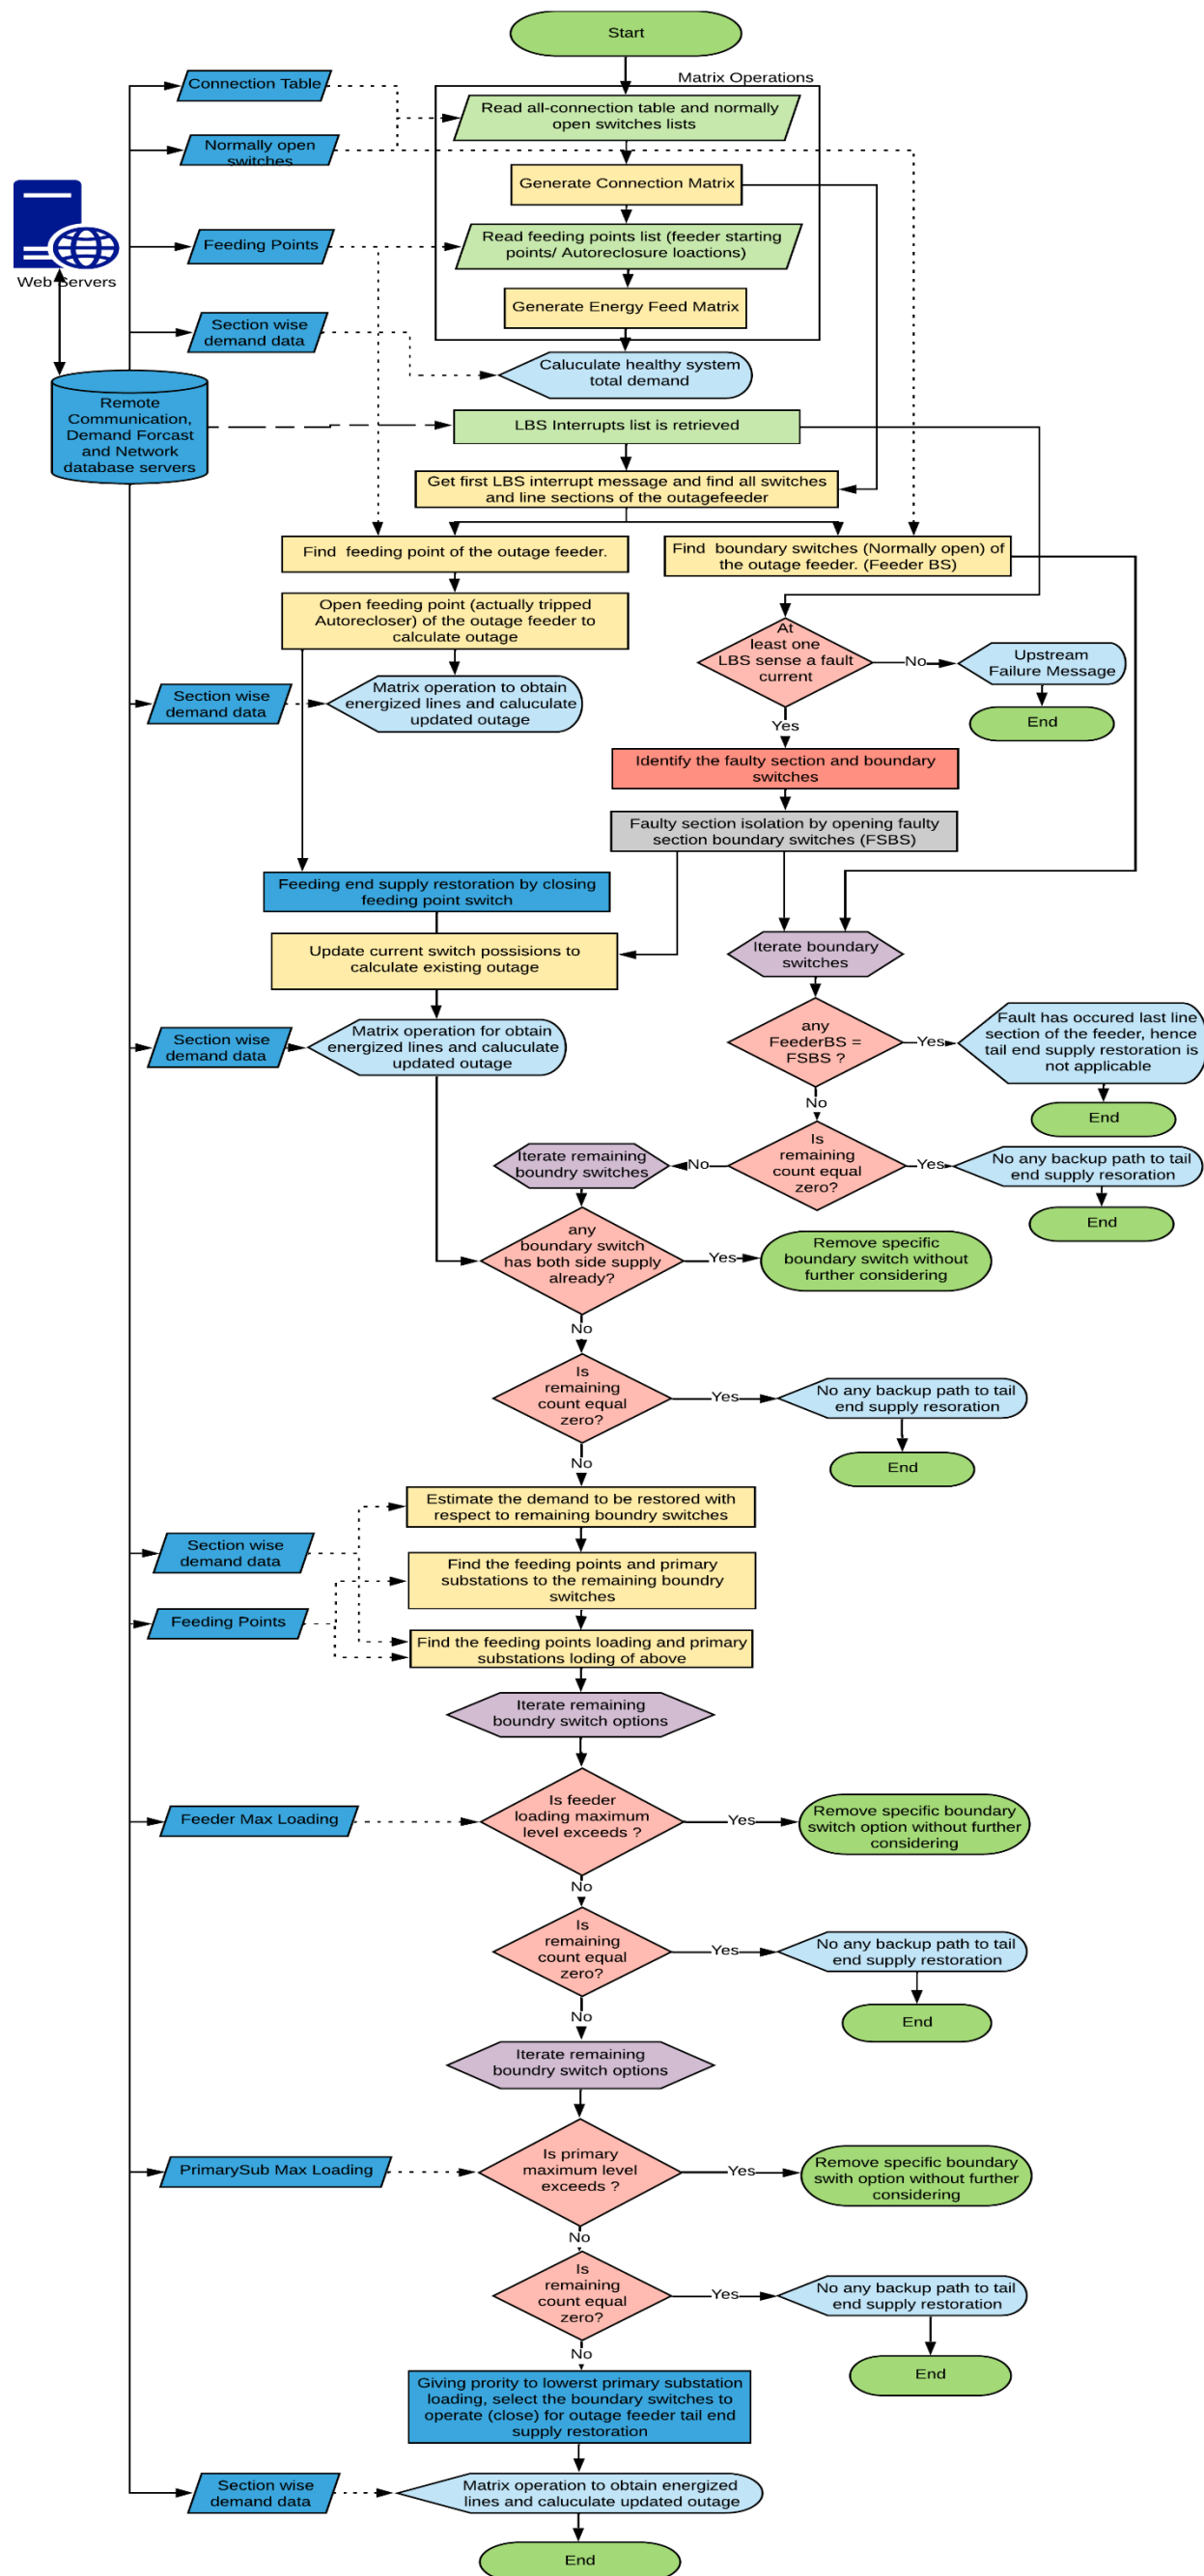 Start
Matrix Operations
Connection Table
Read all-connection table and normally
open switches lists
Normally open
switches
Generate Connection Matrix
Feeding Points
Read feeding points list (feeder starting
points/ Autoreclosure loactions)
Web Servers
Generate Energy Feed Matrix
Section wise
demand data
Caluculate healthy system
total demand
Remote
Communication,
Demand Forcast
and Network
database servers
LBS Interrupts list is retrieved
Get first LBS interrupt message and find all switches
and line sections of the outagefeeder
Find feeding point of the outage feeder.
Find boundary switches (Normally open) of
the outage feeder. (Feeder BS)
Open feeding point (actually tripped
Autorecloser) of the outage feeder to
calculate outage
At
least one
LBS sense a fault
current
No
Upstream
Failure Message
End
Section wise
demand data
Matrix operation to obtain
energized lines and caluculate
updated outage
Yes
Identify the faulty section and boundary
switches
Faulty section isolation by opening faulty
section boundary switches (FSBS)
Feeding end supply restoration by closing
feeding point switch
Update current switch possisions to
calculate existing outage
Iterate boundary
switches
Section wise
demand data
Matrix operation for obtain
energized lines and caluculate
updated outage
any
FeederBS =
FSBS ?
Yes
Fault has occured last line
section of the feeder, hence
tail end supply restoration is
not applicable
End
No
Is
remaining
count equal
zero?
Yes
No any backup path to tail
end supply resoration
End
No
Iterate remaining
boundry switches
any
boundary switch
has both side supply
already?
Yes
Remove specific
boundary switch without
further considering
No
Is
remaining
count equal
zero?
Yes
No any backup path to tail
end supply resoration
End
No
Estimate the demand to be restored with
respect to remaining boundry switches
Section wise
demand data
Find the feeding points and primary
substations to the remaining boundry
switches
Feeding Points
Find the feeding points loading and primary
substations loding of above
Iterate remaining
boundry switch options
Feeder Max Loading
Is feeder
loading maximum
level exceeds ?
Yes
Remove specific boundary
switch option without further
considering
No
Is
remaining
count equal
zero?
Yes
No any backup path to tail
end supply restoration
End
No
Iterate remaining
boundry switch options
PrimarySub Max Loading
Is primary
maximum level
exceeds ?
Yes
Remove specific boundary
swith option without further
considering
No
Is
remaining
count equal
zero?
Yes
No any backup path to tail
end supply restoration
End
No
Giving prority to lowerst primary substation
loading, select the boundary switches to
operate (close) for outage feeder tail end
supply restoration
Section wise
demand data
Matrix operation to obtain energized
lines and caluculate updated outage
End